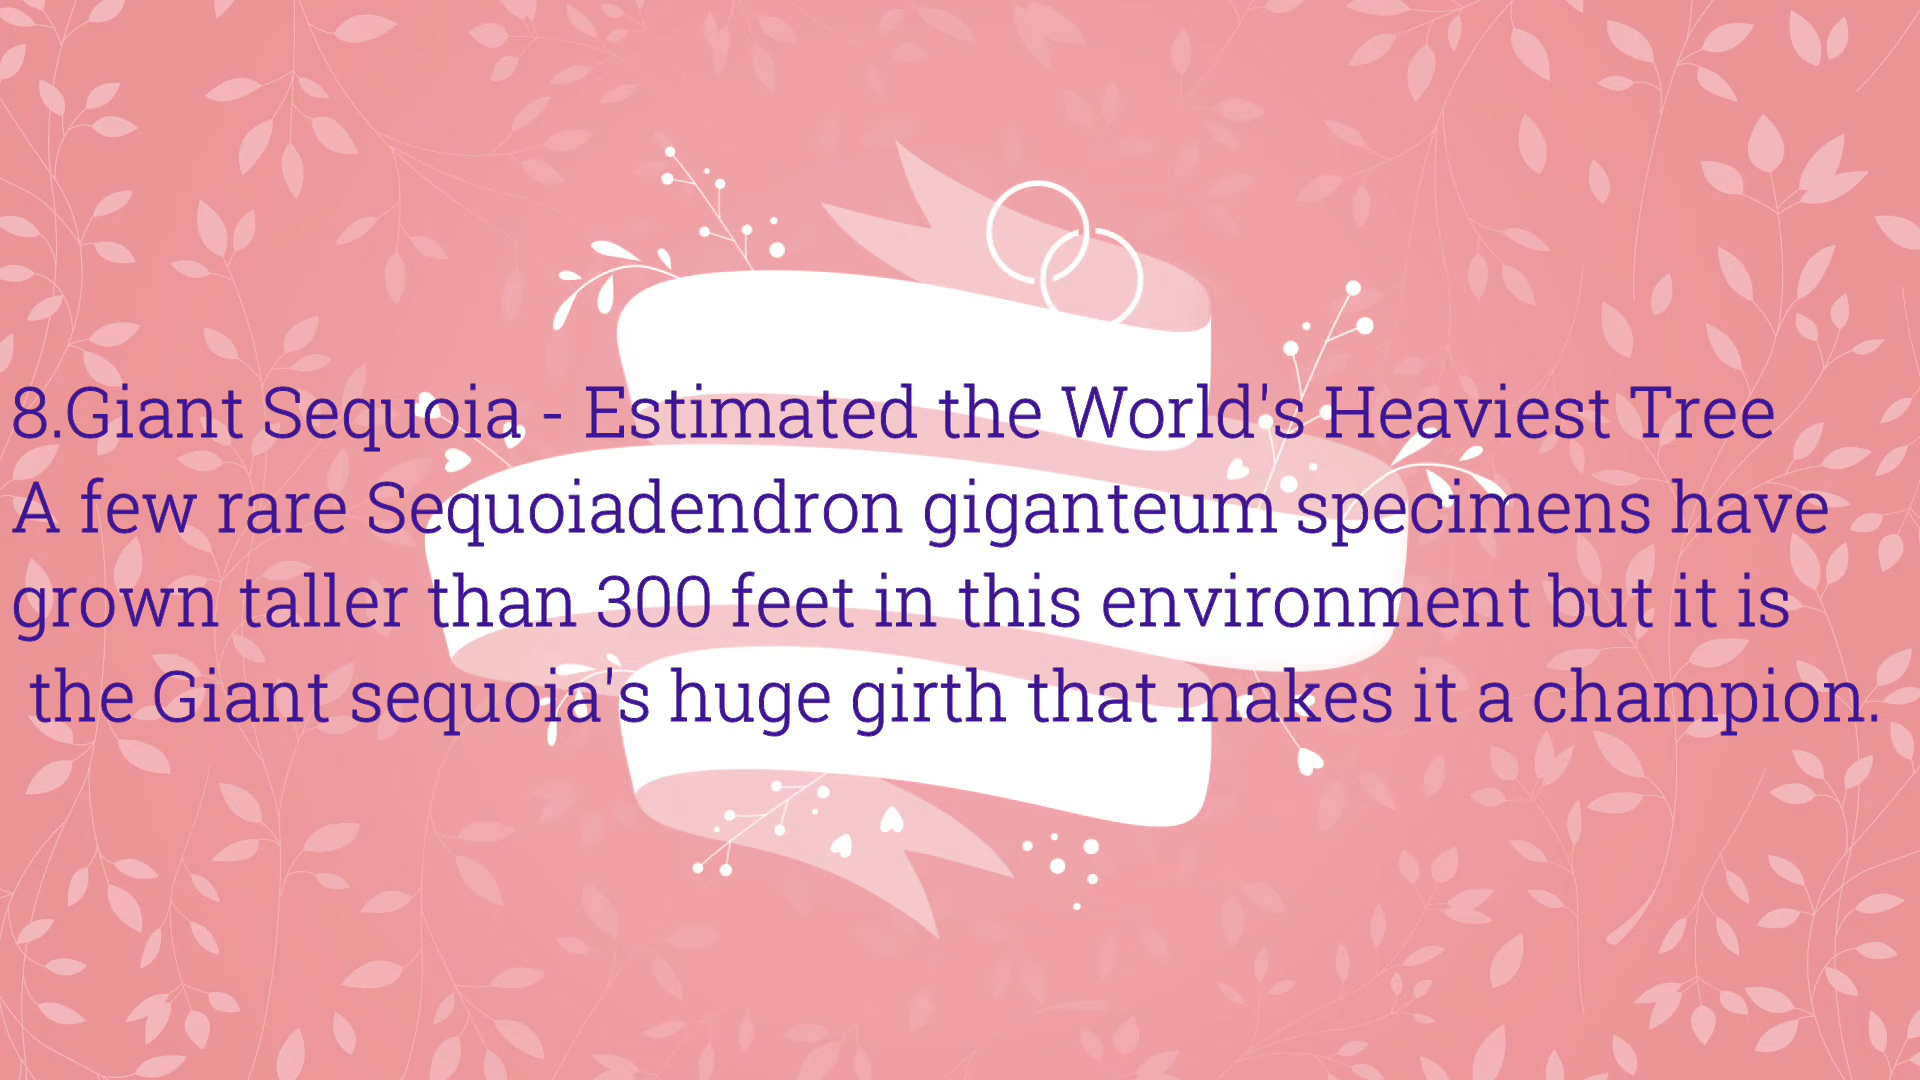 8.Giant Sequoia - Estimated the World's Heaviest Tree
A few rare Sequoiadendron giganteum specimens have
grown taller than 300 feet in this environment but it is
the Giant sequoia's huge girth that makes it a champion.